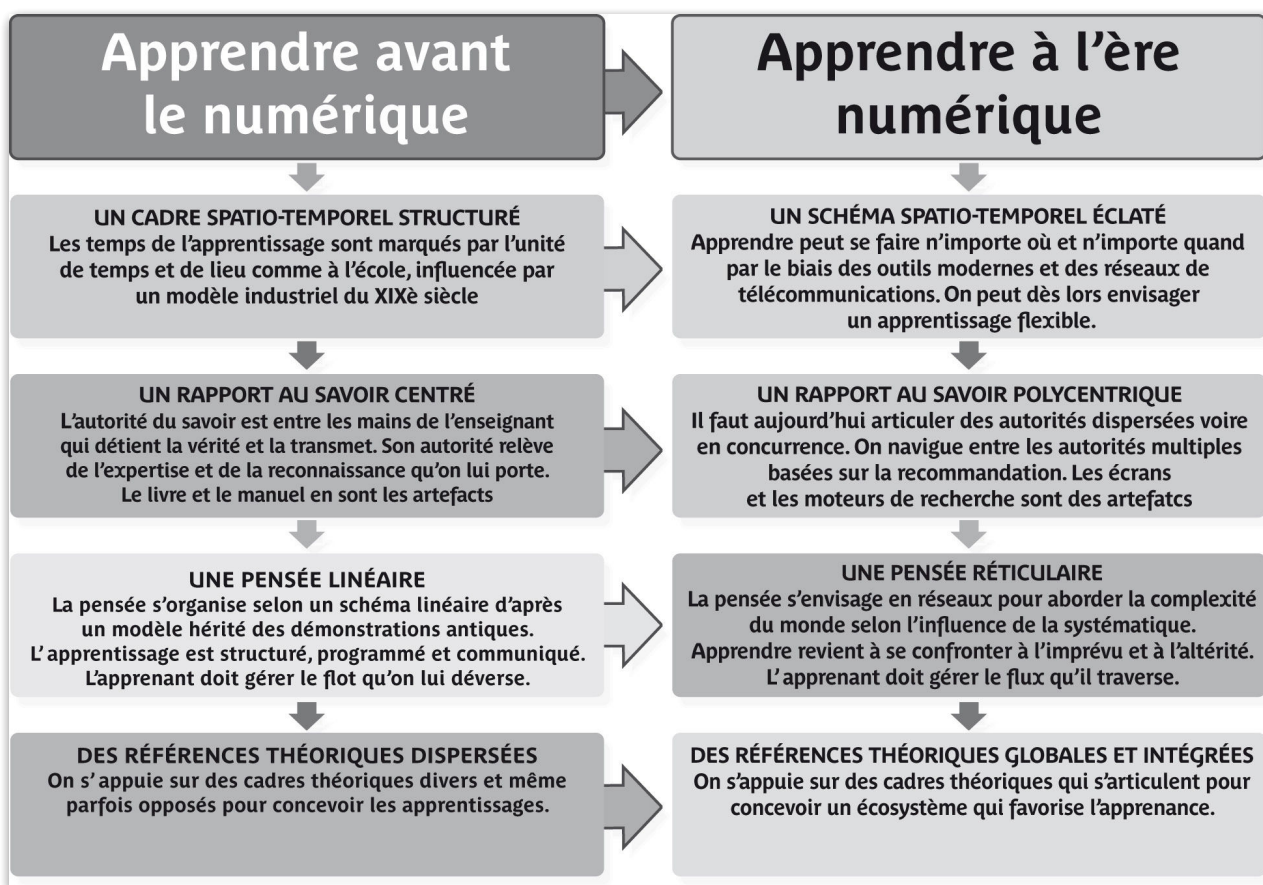 Apprendre avant
le numérique
Apprendre à l'ère
numérique
UN CADRE SPATIO-TEMPOREL STRUCTURÉ
Les temps de l'apprentissage sont marqués par l'unité
de temps et de lieu comme à l'école, influencée par
un modèle industriel du XIXè siècle
UN SCHÉMA SPATIO-TEMPOREL ÉCLATÉ
Apprendre peut se faire n'importe où et n'importe quand
par le biais des outils modernes et des réseaux de
télécommunications. On peut dès lors envisager
un apprentissage flexible.
UN RAPPORT AU SAVOIR CENTRÉ
L'autorité du savoir est entre les mains de l'enseignant
qui détient la vérité et la transmet. Son autorité relève
de l'expertise et de la reconnaissance qu'on lui porte.
Le livre et le manuel en sont les artefacts
UN RAPPORT AU SAVOIR POLYCENTRIQUE
Il faut aujourd'hui articuler des autorités dispersées voire
en concurrence. On navigue entre les autorités multiples
basées sur la recommandation. Les écrans
et les moteurs de recherche sont des artefatcs
UNE PENSÉE LINÉAIRE
La pensée s'organise selon un schéma linéaire d'après
un modèle hérité des démonstrations antiques.
L' apprentissage est structuré, programmé et communiqué.
L'apprenant doit gérer le flot qu'on lui déverse.
UNE PENSÉE RÉTICULAIRE
La pensée s'envisage en réseaux pour aborder la complexité
du monde selon l'influence de la systématique.
Apprendre revient à se confronter à l'imprévu et à l'altérité.
L' apprenant doit gérer le flux qu'il traverse.
DES RÉFÉRENCES THÉORIQUES DISPERSÉES
On s' appuie sur des cadres théoriques divers et même
parfois opposés pour concevoir les apprentissages.
DES RÉFÉRENCES THÉORIQUES GLOBALES ET INTÉGRÉES
On s'appuie sur des cadres théoriques qui s'articulent pour
concevoir un écosystème qui favorise l'apprenance.